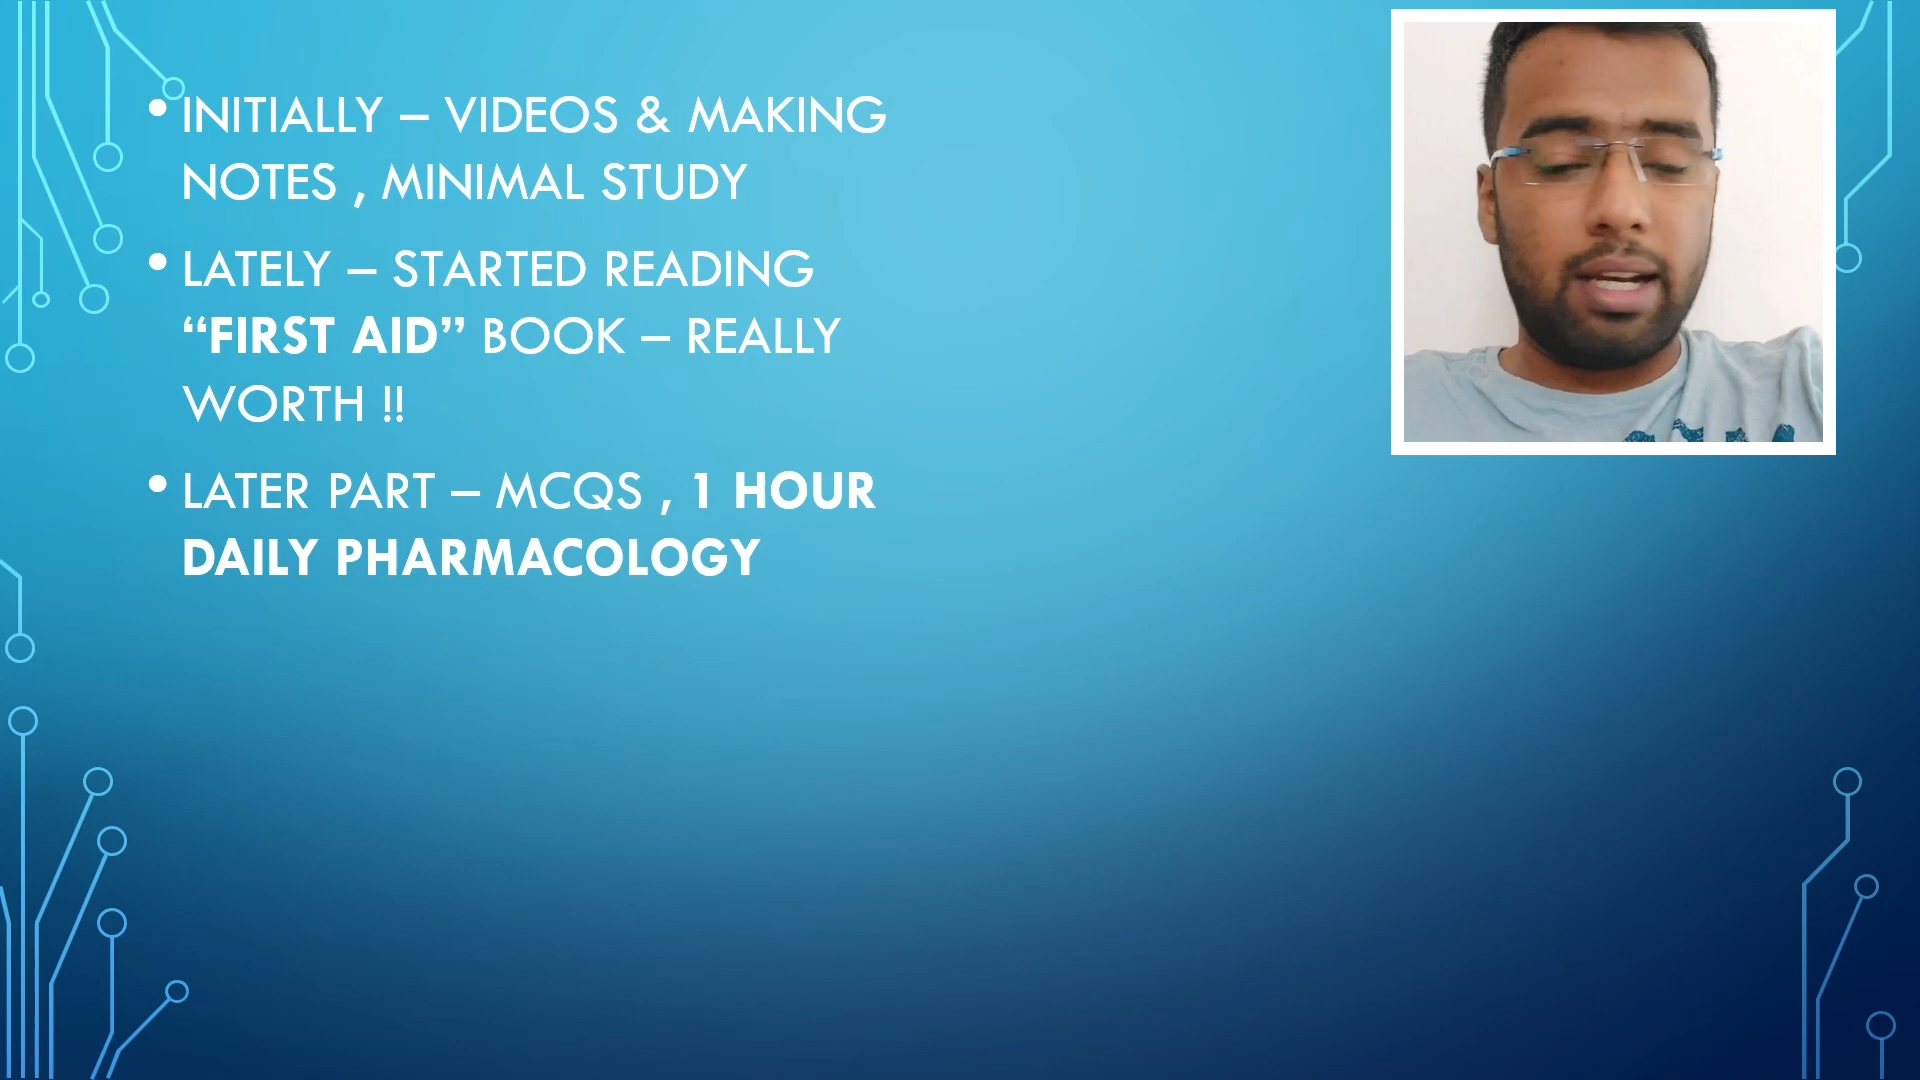 • INITIALLY – VIDEOS & MAKING
NOTES , MINIMAL STUDY
• LATELY – STARTED READING
“FIRST AID” BOOK – REALLY
WORTH !!
• LATER PART – MCQS , 1 HOUR
DAILY PHARMACOLOGY